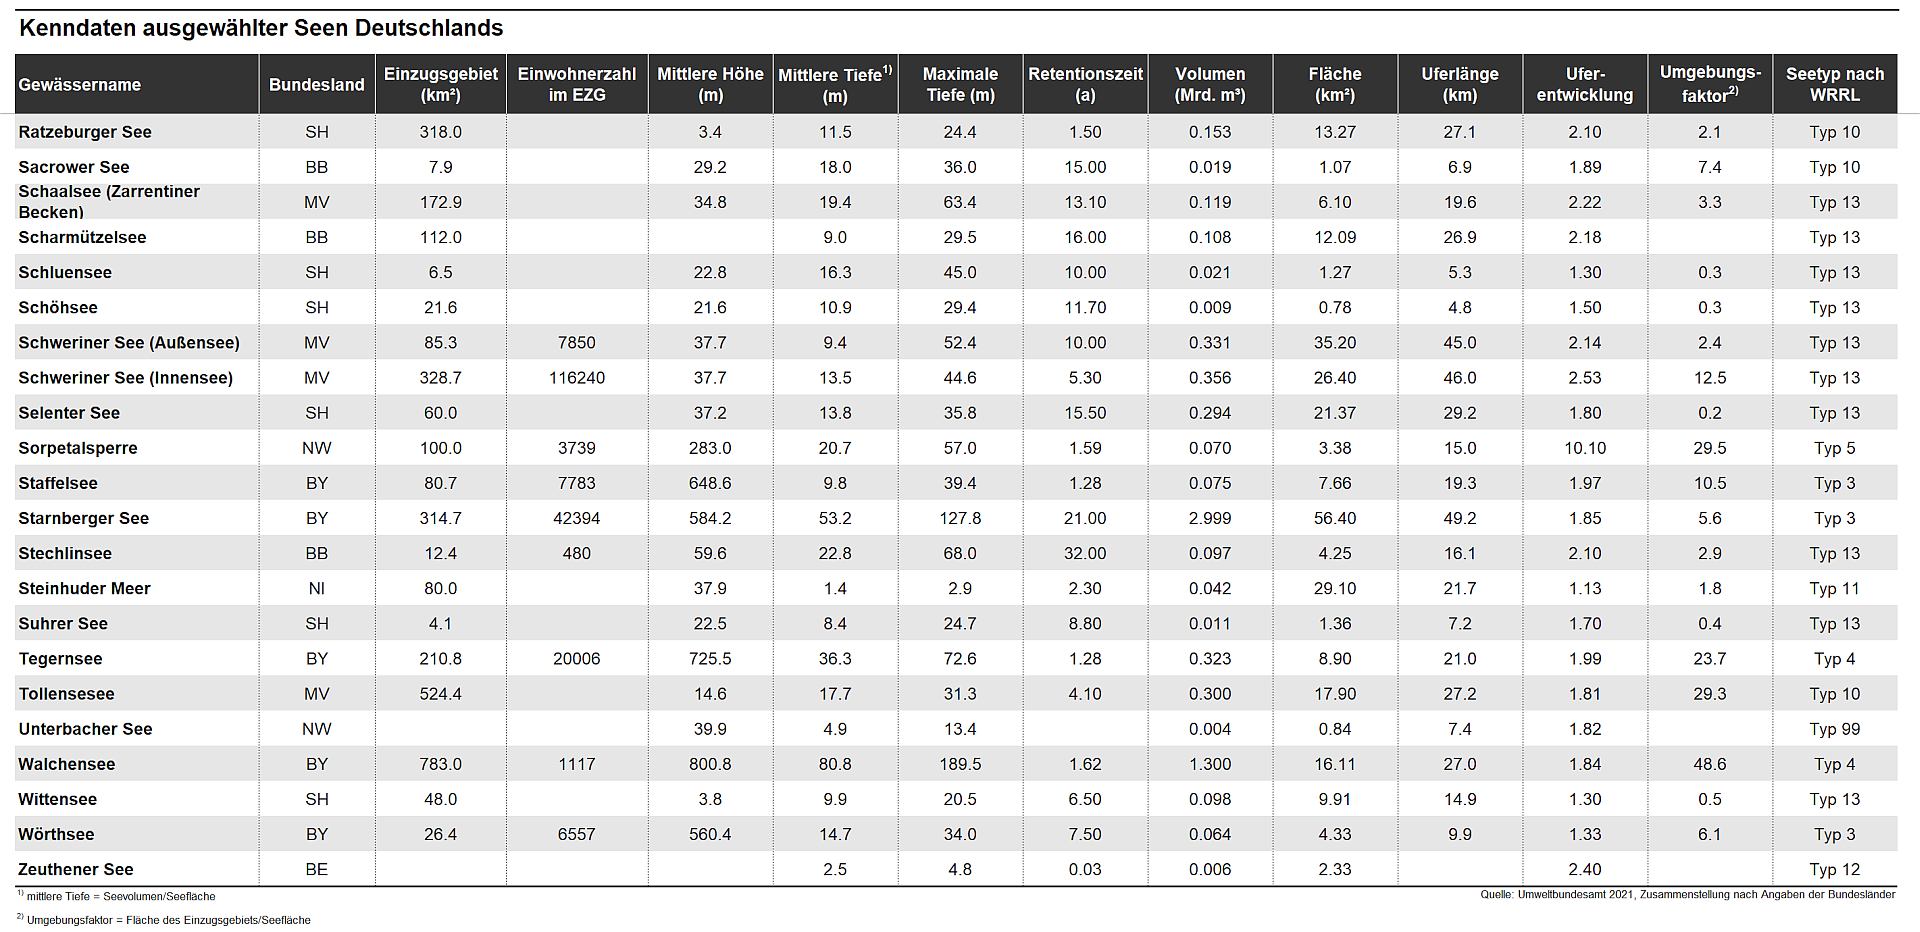 Kenndaten ausgewählter Seen Deutschlands
Gewässername Bundesland Einzugsgebiet (km²) Einwohnerzahl im EZG Mittlere Höhe (m) Mittlere Tiefe1) (m) Maximale Tiefe (m) Retentionszeit (a) Volumen (Mrd. m³) Fläche (km²) Uferlänge (km) Ufer-entwicklung Umgebungs-faktor2) Seetyp nach WRRL
Ratzeburger See SH 318.0 3.4 11.5 24.4 1.50 0.153 13.27 27.1 2.10 2.1 Typ 10
Sacrower See BB 7.9 29.2 18.0 36.0 15.00 0.019 1.07 6.9 1.89 7.4 Typ 10
Schaalsee (Zarrentiner Becken) MV 172.9 34.8 19.4 63.4 13.10 0.119 6.10 19.6 2.22 3.3 Typ 13
Scharmützelsee BB 112.0 9.0 29.5 16.00 0.108 12.09 26.9 2.18 Typ 13
Schluensee SH 6.5 22.8 16.3 45.0 10.00 0.021 1.27 5.3 1.30 0.3 Typ 13
Schöhsee SH 21.6 21.6 10.9 29.4 11.70 0.009 0.78 4.8 1.50 0.3 Typ 13
Schweriner See (Außensee) MV 85.3 7850 37.7 9.4 52.4 10.00 0.331 35.20 45.0 2.14 2.4 Typ 13
Schweriner See (Innensee) MV 328.7 116240 37.7 13.5 44.6 5.30 0.356 26.40 46.0 2.53 12.5 Typ 13
Selenter See SH 60.0 37.2 13.8 35.8 15.50 0.294 21.37 29.2 1.80 0.2 Typ 13
Sorpetalsperre NW 100.0 3739 283.0 20.7 57.0 1.59 0.070 3.38 15.0 10.10 29.5 Typ 5
Staffelsee BY 80.7 7783 648.6 9.8 39.4 1.28 0.075 7.66 19.3 1.97 10.5 Typ 3
Starnberger See BY 314.7 42394 584.2 53.2 127.8 21.00 2.999 56.40 49.2 1.85 5.6 Typ 3
Stechlinsee BB 12.4 480 59.6 22.8 68.0 32.00 0.097 4.25 16.1 2.10 2.9 Typ 13
Steinhuder Meer NI 80.0 37.9 1.4 2.9 2.30 0.042 29.10 21.7 1.13 1.8 Typ 11
Suhrer See SH 4.1 22.5 8.4 24.7 8.80 0.011 1.36 7.2 1.70 0.4 Typ 13
Tegernsee BY 210.8 20006 725.5 36.3 72.6 1.28 0.323 8.90 21.0 1.99 23.7 Typ 4
Tollensesee MV 524.4 14.6 17.7 31.3 4.10 0.300 17.90 27.2 1.81 29.3 Typ 10
Unterbacher See NW 39.9 4.9 13.4 0.004 0.84 7.4 1.82 Typ 99
Walchensee BY 783.0 1117 800.8 80.8 189.5 1.62 1.300 16.11 27.0 1.84 48.6 Typ 4
Wittensee SH 48.0 3.8 9.9 20.5 6.50 0.098 9.91 14.9 1.30 0.5 Typ 13
Wörthsee BY 26.4 6557 560.4 14.7 34.0 7.50 0.064 4.33 9.9 1.33 6.1 Typ 3
Zeuthener See BE 2.5 4.8 0.03 0.006 2.33 2.40 Typ 12
1) mittlere Tiefe = Seevolumen/Seefläche
Quelle: Umweltbundesamt 2021, Zusammenstellung nach Angaben der Bundesländer
2) Umgebungsfaktor = Fläche des Einzugsgebiets/Seefläche